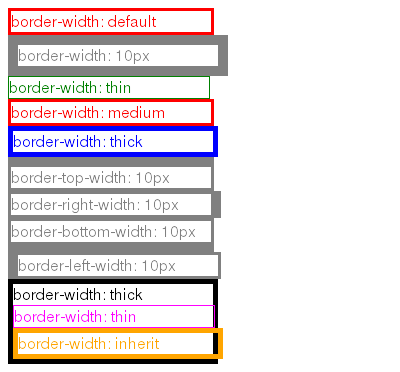 border-width: default
border-width: 10px
border-width: thin
border-width: medium
border-width: thick
border-top-width: 10px
border-right-width: 10px
border-bottom-width: 10px
border-left-width: 10px
border-width: thick
border-width: thin
border-width: inherit